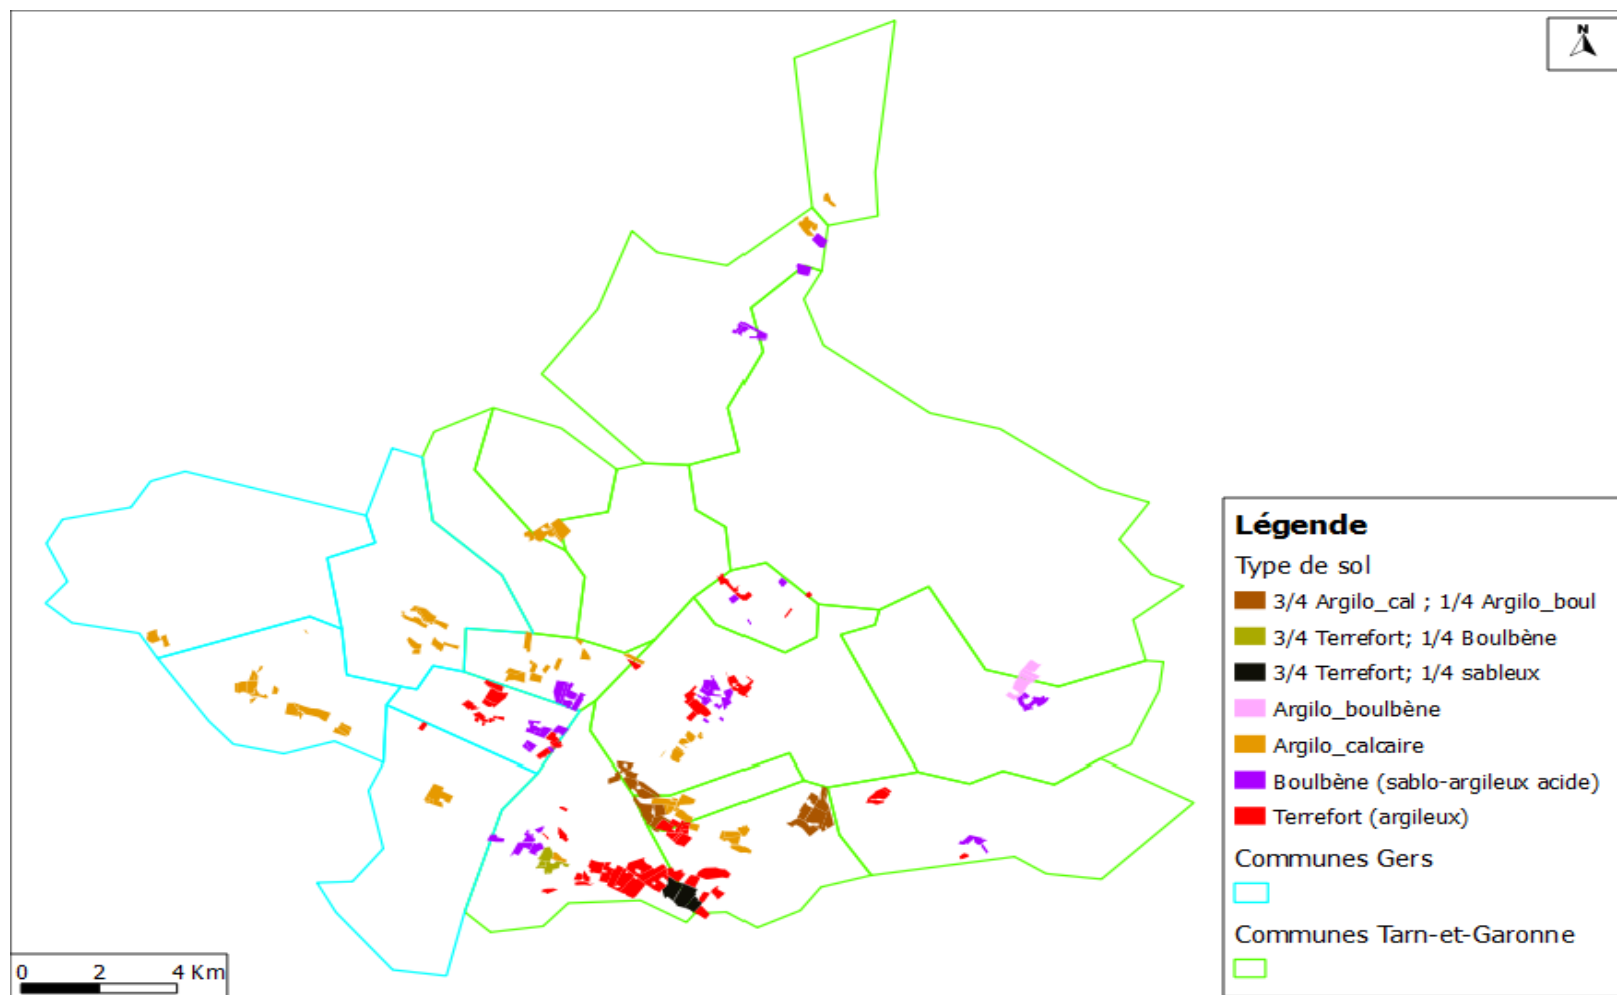 N
Légende
Type de sol
3/4 Argilo_cal ; 1/4 Argilo_boul
3/4 Terrefort; 1/4 Boulbène
3/4 Terrefort; 1/4 sableux
Argilo_boulbène
Argilo_calcaire
Boulbène (sablo-argileux acide)
Terrefort (argileux)
Communes Gers
Communes Tarn-et-Garonne
0 2 4 Km